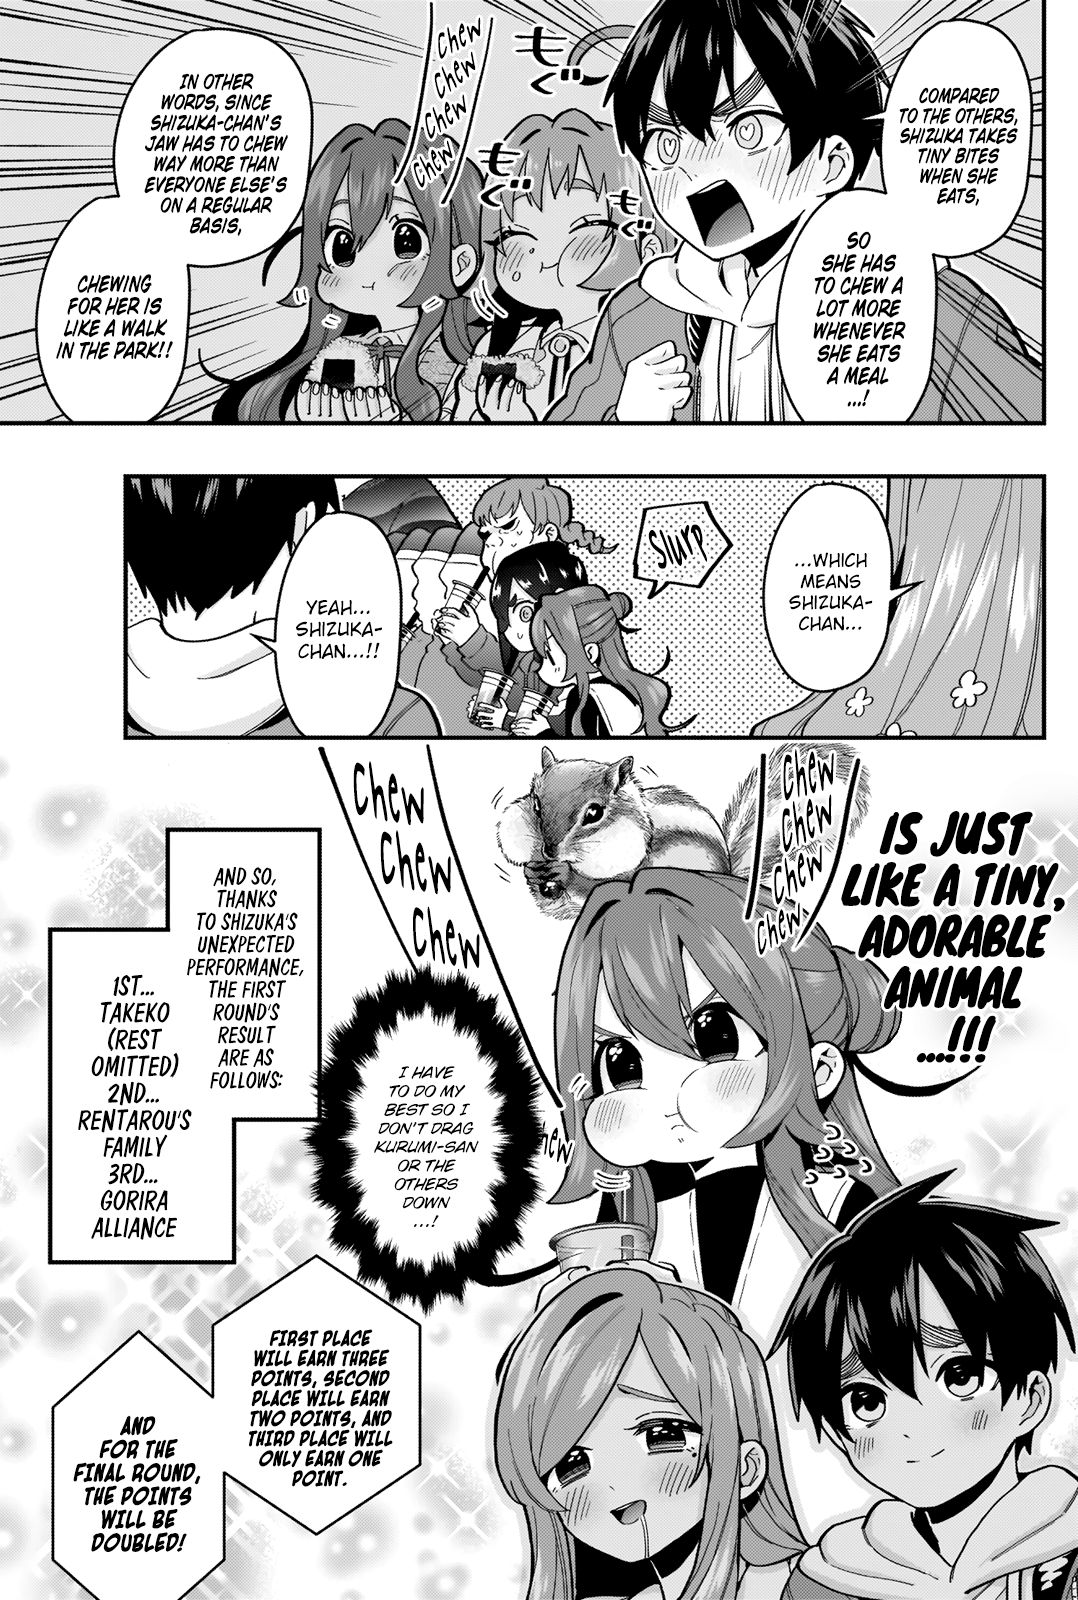 COMPARED
TO THE OTHERS,
SHIZUKA TAKES
TINY BITES
WHEN SHE
EATS,
SO
SHE HAS
TO CHEW A
LOT MORE
WHENEVER
SHE EATS
A MEAL
...!
もぐ
もぐ
もぐ
Chew
Chew
Chew
Chew
Chew
IN OTHER
WORDS, SINCE
SHIZUKA-CHAN'S
JAW HAS TO CHEW
WAY MORE THAN
EVERYONE ELSE'S
ON A REGULAR
BASIS,
CHEWING
FOR HER IS
LIKE A WALK
IN THE PARK!!
...WHICH
MEANS
SHIZUKA-
CHAN...
Slurp
YEAH...
SHIZUKA-
CHAN...!!
IS JUST
LIKE A TINY,
ADORABLE
ANIMAL
...!!!
Chew
Chew
Chew
Chew
Chew
Chew
Chew
Chew
Chew
I HAVE
TO DO MY
BEST SO I
DON'T DRAG
KURUMI-SAN
OR THE
OTHERS
DOWN
...!
AND SO,
THANKS
TO SHIZUKA'S
UNEXPECTED
PERFORMANCE,
THE FIRST
ROUND'S
RESULT
ARE AS
FOLLOWS:
1ST...
TAKEKO
(REST
OMITTED)
2ND...
RENTAROU'S
FAMILY
3RD...
GORIRA
ALLIANCE
FIRST PLACE
WILL EARN THREE
POINTS, SECOND
PLACE WILL EARN
TWO POINTS, AND
THIRD PLACE WILL
ONLY EARN ONE
POINT.
AND
FOR THE
FINAL ROUND,
THE POINTS
WILL BE
DOUBLED!